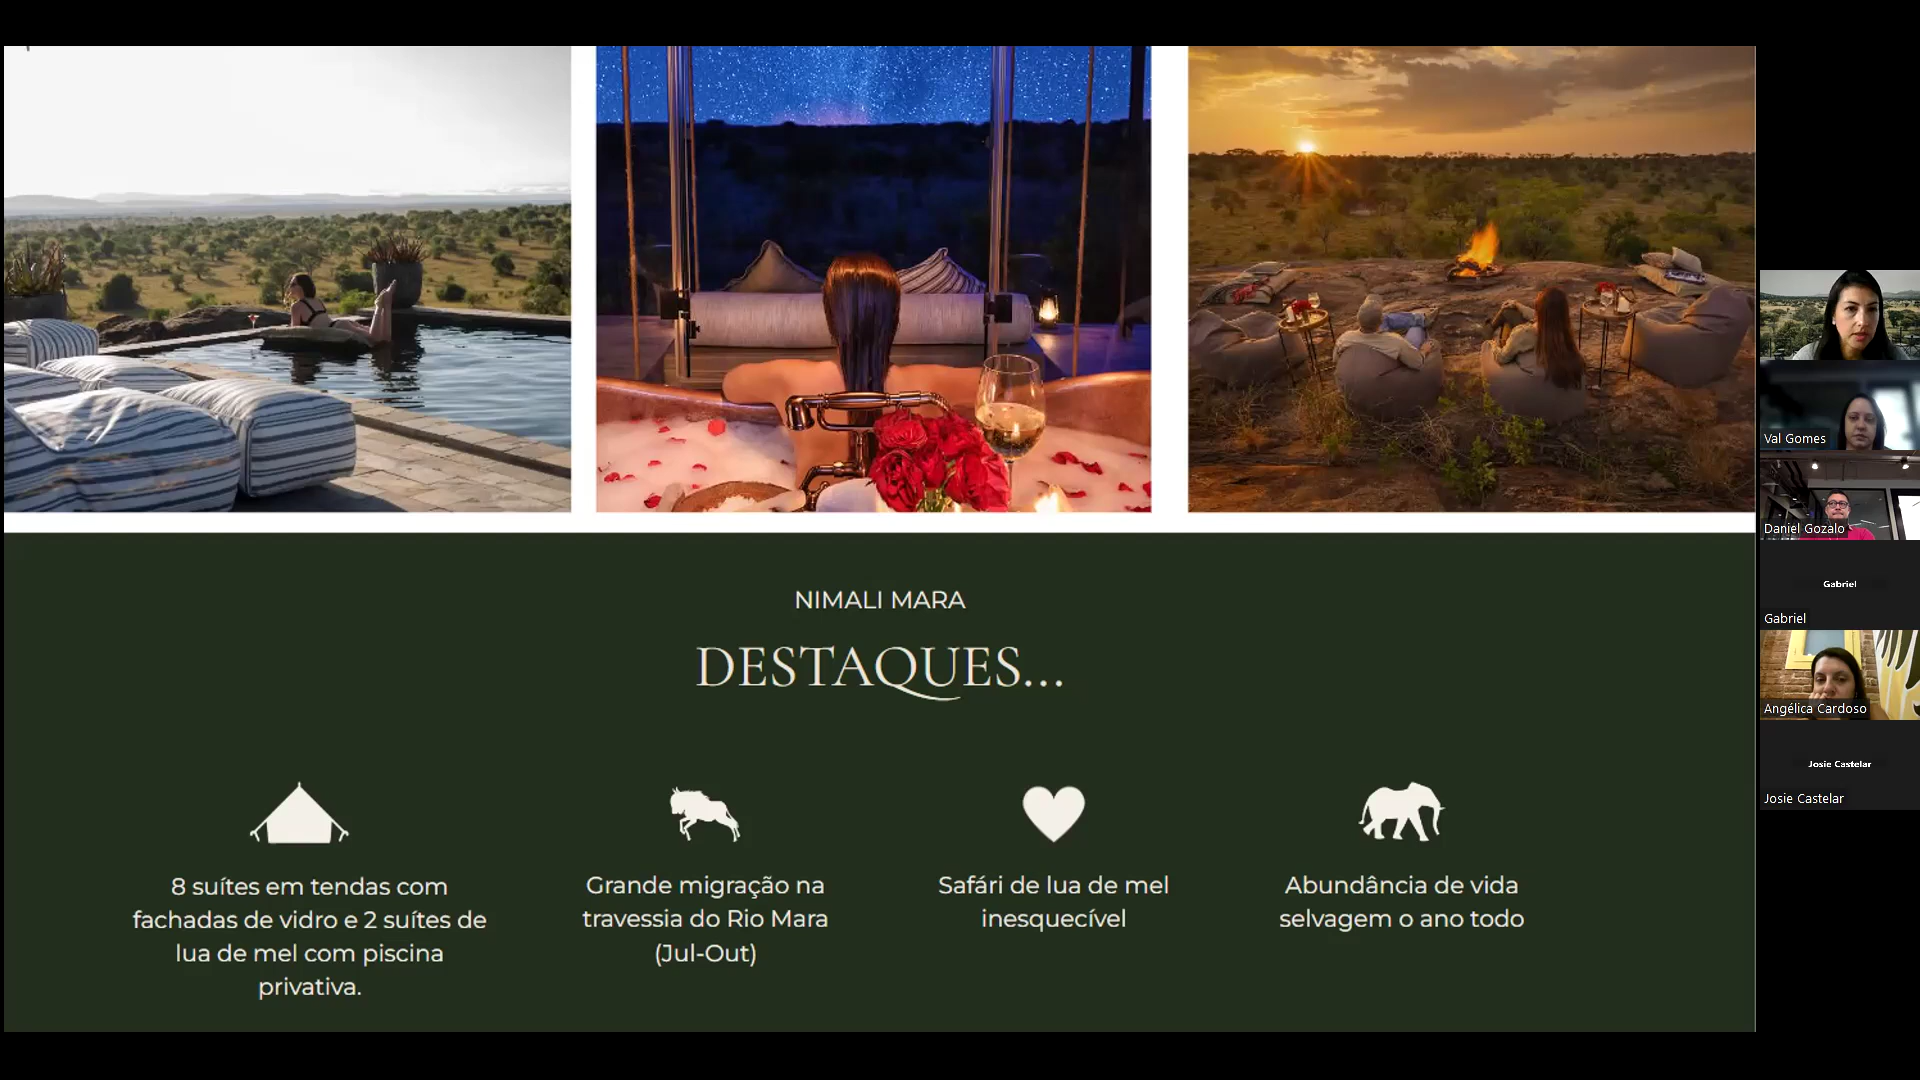 NIMALI MARA
DESTAQUES...
8 suítes em tendas com
fachadas de vidro e 2 suítes de
lua de mel com piscina
privativa.
Grande migração na
travessia do Rio Mara
(Jul-Out)
Safári de lua de mel
inesquecível
Abundância de vida
selvagem o ano todo
Val Gomes
Daniel Gozalo
Gabriel
Gabriel
Angélica Cardoso
Josie Castelar
Josie Castelar